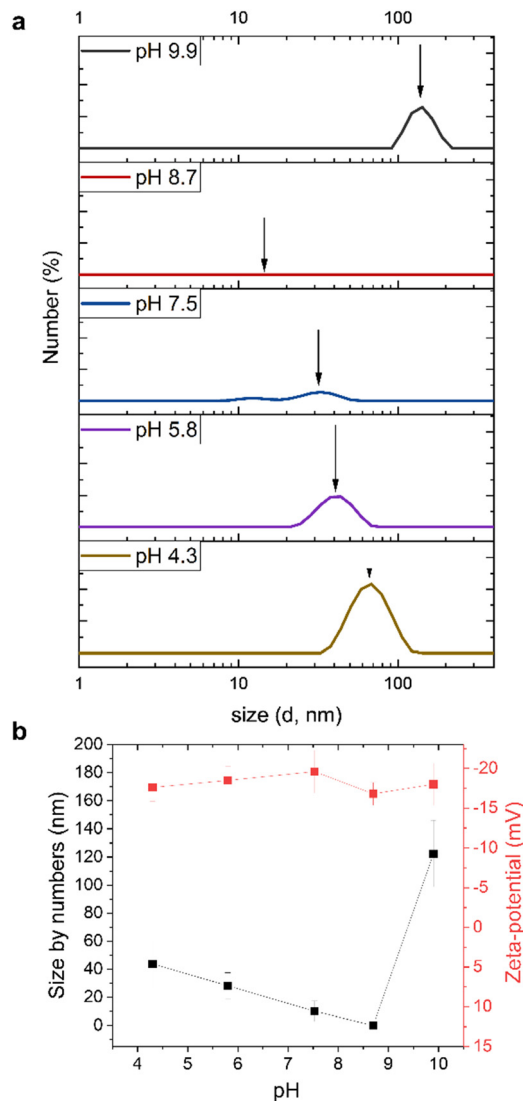 a
1 10 100
pH 9.9
pH 8.7
pH 7.5
pH 5.8
pH 4.3
Number (%)
1 10 100
size (d, nm)
b
200
180
160
140
120
100
80
60
40
20
0
Size by numbers (nm)
-20
-15
-10
-5
0
5
10
15
Zeta-potential (mV)
4 5 6 7 8 9 10
pH